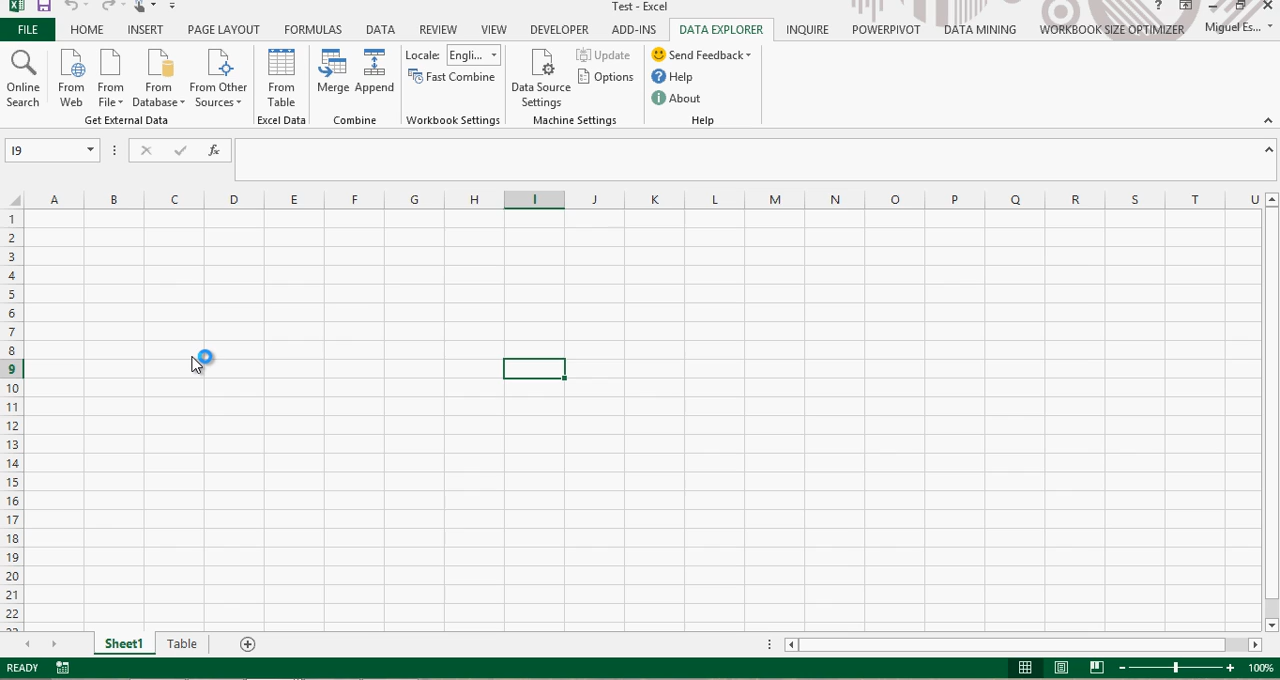 Test - Excel
?
FILE HOME INSERT PAGE LAYOUT FORMULAS DATA REVIEW VIEW OPER ADD-INS DATA EXPLORER INQUIRE POWERPIVOT DATA MINING WORKBOOK SIZE OPTIMIZER Miguel Es...
Online Search
From Web
From File
From Database
From Other Sources
Get External Data
From Table
Excel Data
Merge
Append
Combine
Locale: Engli...
Fast Combine
Workbook Settings
Data Source Settings
Update
Options
Machine Settings
Send Feedback
Help
About
Help
I9 fx
A B C D E F G H I J K L M N O P Q R S T U
1
2
3
4
5
6
7
8
9
10
11
12
13
14
15
16
17
18
19
20
21
22
Sheet1 Table
READY 100%